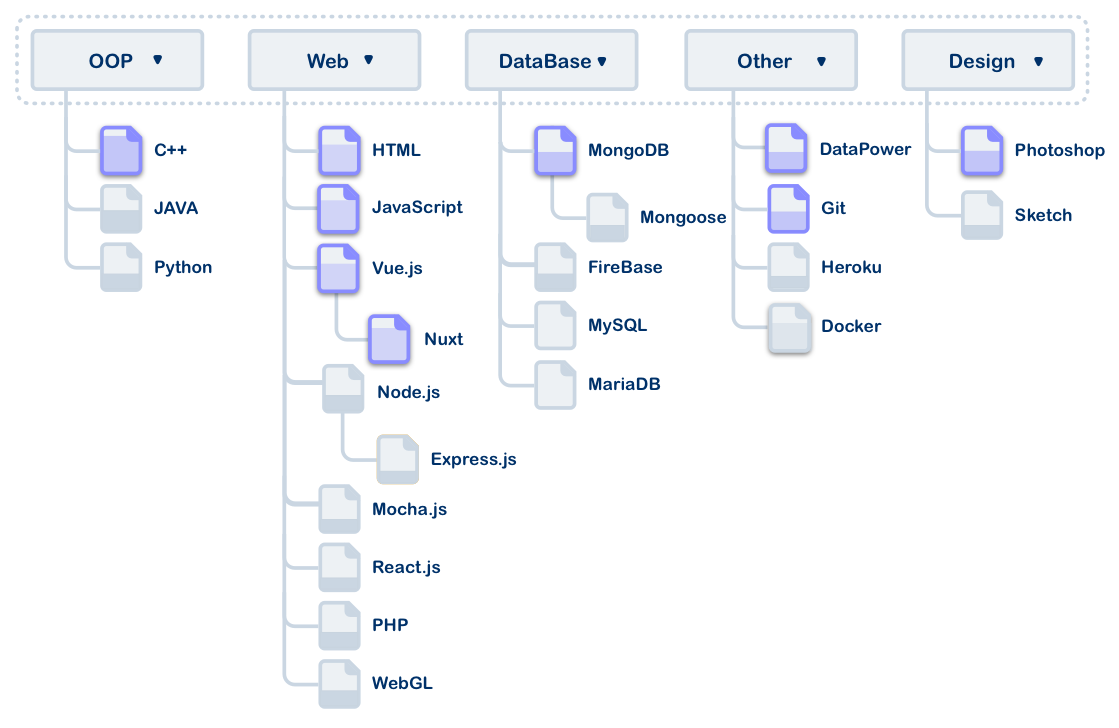 OOP
Web
DataBase
Other
Design
C++
JAVA
Python
HTML
JavaScript
Vue.js
Nuxt
Node.js
Express.js
Mocha.js
React.js
PHP
WebGL
MongoDB
Mongoose
FireBase
MySQL
MariaDB
DataPower
Git
Heroku
Docker
Photoshop
Sketch